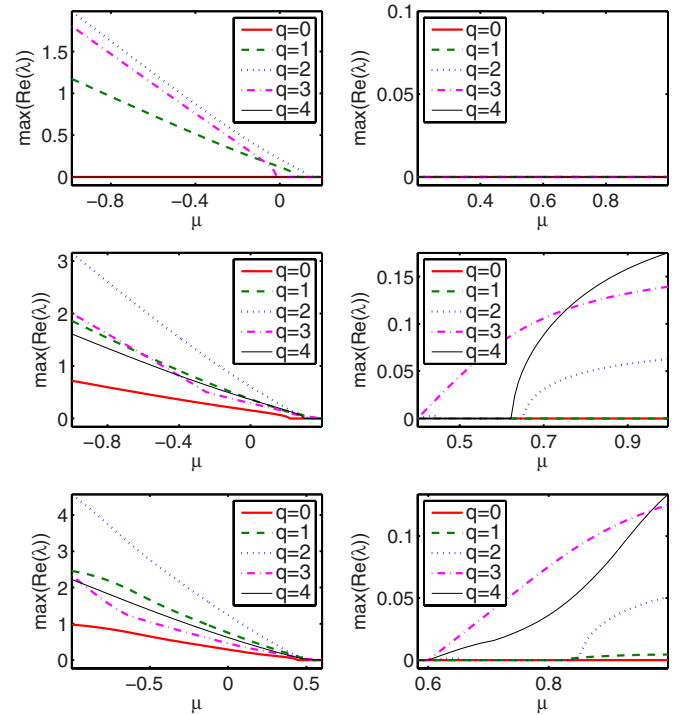 max(Re(λ))
1.5
1
0.5
0
−0.8
−0.4
0
μ
q=0
q=1
q=2
q=3
q=4
max(Re(λ))
0.1
0.05
0
0.4
0.6
0.8
μ
q=0
q=1
q=2
q=3
q=4
max(Re(λ))
3
2
1
0
−0.8
−0.4
0
μ
q=0
q=1
q=2
q=3
q=4
max(Re(λ))
0.15
0.1
0.05
0
0.5
0.7
0.9
μ
q=0
q=1
q=2
q=3
q=4
max(Re(λ))
4
3
2
1
0
−0.5
0
0.5
μ
q=0
q=1
q=2
q=3
q=4
max(Re(λ))
0.1
0.05
0
0.6
0.8
μ
q=0
q=1
q=2
q=3
q=4